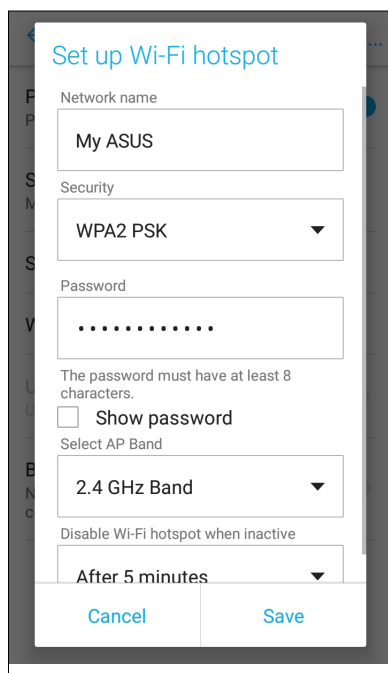 Set up Wi-Fi hotspot
Network name
My ASUS
Security
WPA2 PSK
Password
••••••••••••
The password must have at least 8
characters.
Show password
Select AP Band
2.4 GHz Band
Disable Wi-Fi hotspot when inactive
After 5 minutes
Cancel
Save